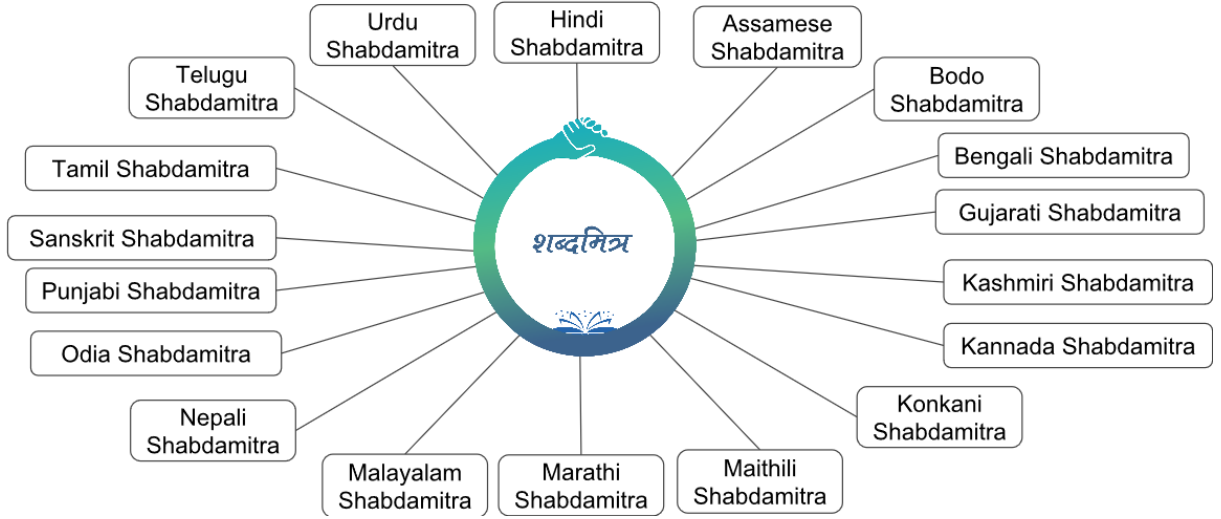 Urdu
Shabdamitra
Hindi
Shabdamitra
Assamese
Shabdamitra
Telugu
Shabdamitra
Bodo
Shabdamitra
Tamil Shabdamitra
Bengali Shabdamitra
Gujarati Shabdamitra
Sanskrit Shabdamitra
शब्दमित्र
Punjabi Shabdamitra
Kashmiri Shabdamitra
Odia Shabdamitra
Kannada Shabdamitra
Nepali
Shabdamitra
Konkani
Shabdamitra
Malayalam
Shabdamitra
Marathi
Shabdamitra
Maithili
Shabdamitra